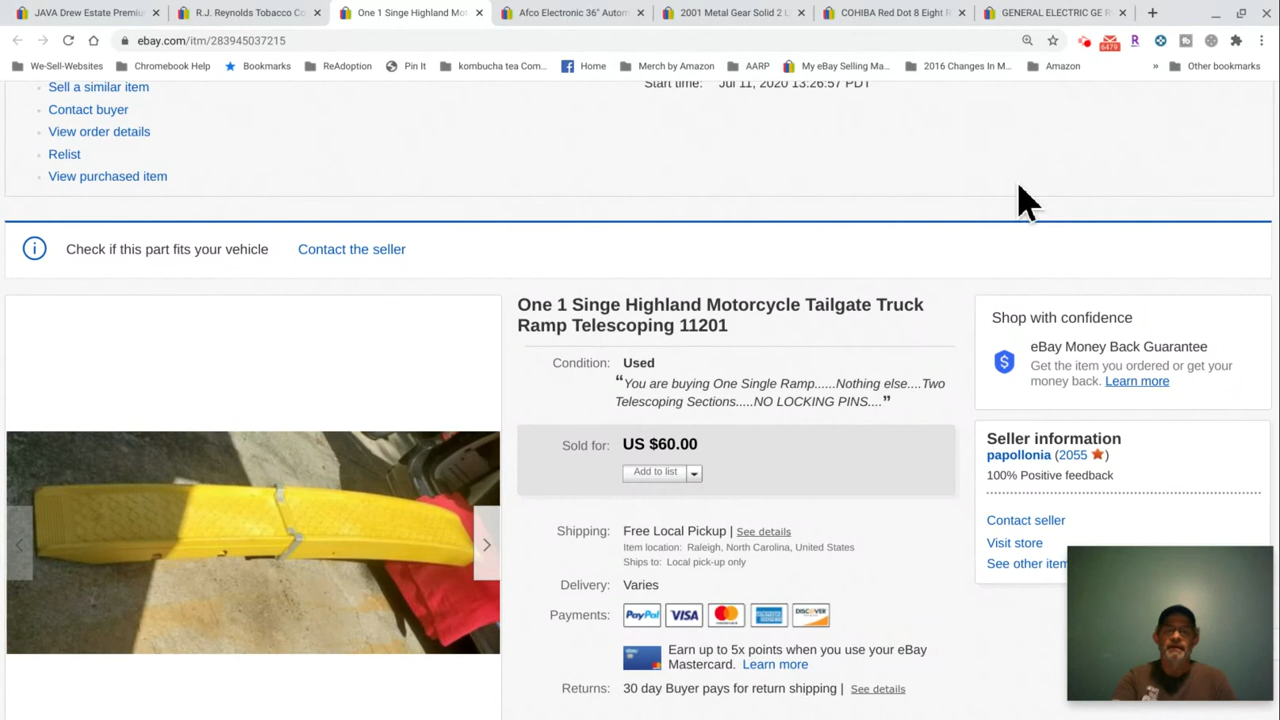 JAVA Drew Estate Premiu
R.J. Reynolds Tobacco Co
One 1 Singe Highland Mot
Afco Electronic 36" Autom
2001 Metal Gear Solid 2 L
COHIBA Red Dot 8 Eight R
GENERAL ELECTRIC GE R
ebay.com/itm/283945037215
6479
R
We-Sell-Websites
Chromebook Help
Bookmarks
ReAdoption
Pin It
kombucha tea Com...
Home
Merch by Amazon
AARP
My eBay Selling Ma...
2016 Changes In M...
Amazon
»
Other bookmarks
Sell a similar item
Start time: Jul 11, 2020 13:26:57 PDT
Contact buyer
View order details
Relist
View purchased item
Check if this part fits your vehicle Contact the seller
One 1 Singe Highland Motorcycle Tailgate Truck
Ramp Telescoping 11201
Condition: Used
"You are buying One Single Ramp......Nothing else....Two
Telescoping Sections.....NO LOCKING PINS...."
Sold for: US $60.00
Add to list
Shipping: Free Local Pickup | See details
Item location: Raleigh, North Carolina, United States
Ships to: Local pick-up only
Delivery: Varies
Payments: PayPal VISA MasterCard AMERICAN EXPRESS DISCOVER
Earn up to 5x points when you use your eBay
Mastercard. Learn more
Returns: 30 day Buyer pays for return shipping | See details
Shop with confidence
eBay Money Back Guarantee
Get the item you ordered or get your
money back. Learn more
Seller information
papollonia (2055 )
100% Positive feedback
Contact seller
Visit store
See other item